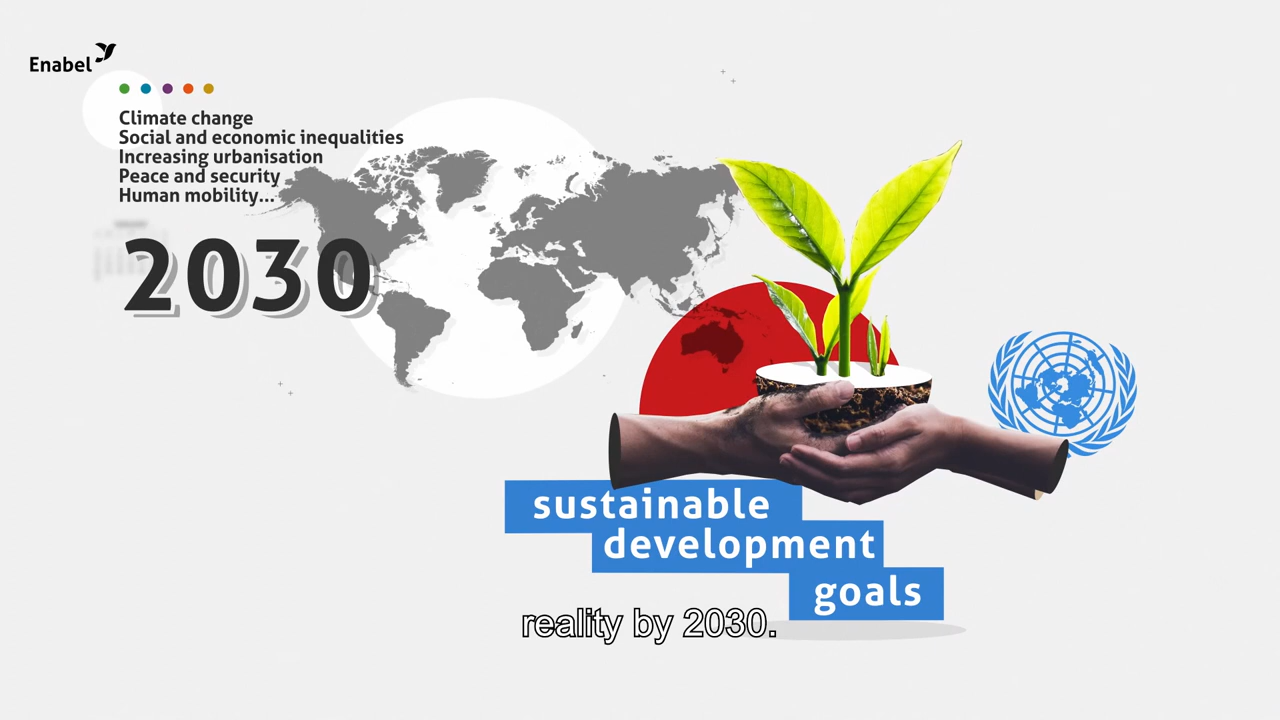 Enabel
Climate change
Social and economic inequalities
Increasing urbanisation
Peace and security
Human mobility...
2030
sustainable
development
goals
reality by 2030.